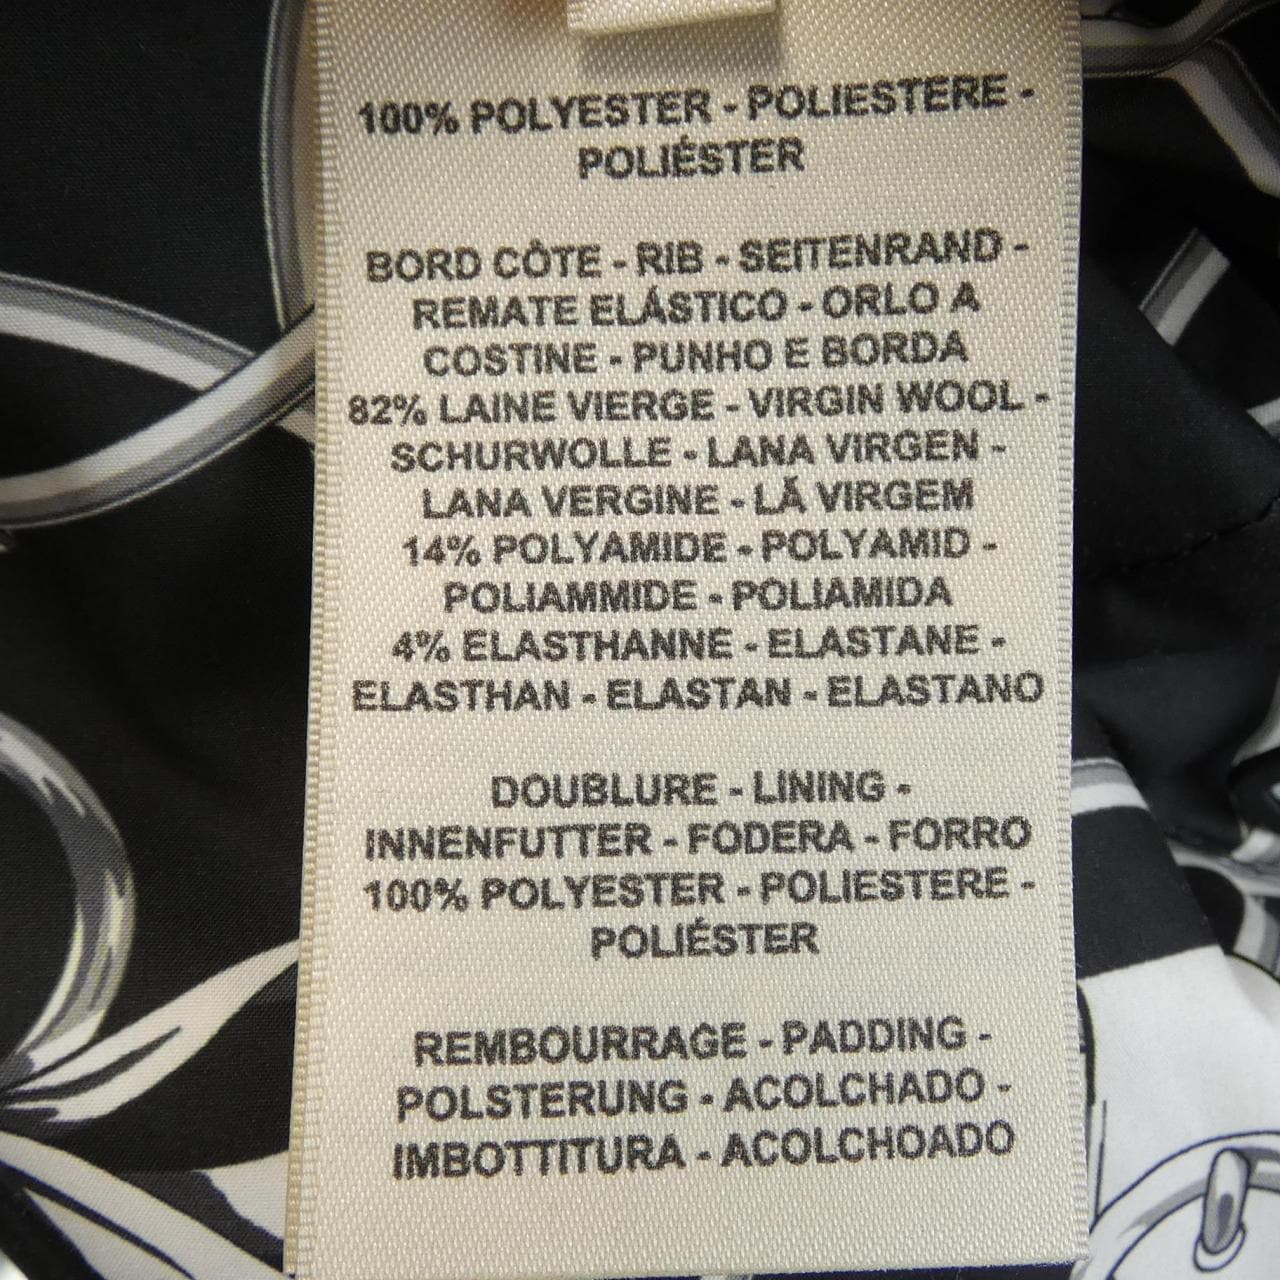 100% POLYESTER - POLIESTERE -
POLIÉSTER
BORD CÔTE - RIB - SEITENRAND -
REMATE ELÁSTICO - ORLO A
COSTINE - PUNHO E BORDA
82% LAINE VIERGE - VIRGIN WOOL -
SCHURWOLLE - LANA VIRGEN -
LANA VERGINE - LÃ VIRGEM
14% POLYAMIDE - POLYAMID -
POLIAMMIDE - POLIAMIDA
4% ELASTHANNE - ELASTANE -
ELASTHAN - ELASTAN - ELASTANO
DOUBLURE - LINING -
INNENFUTTER - FODERA - FORRO
100% POLYESTER - POLIESTERE -
POLIÉSTER
REMBOURRAGE - PADDING -
POLSTERUNG - ACOLCHADO -
IMBOTTITURA - ACOLCHOADO